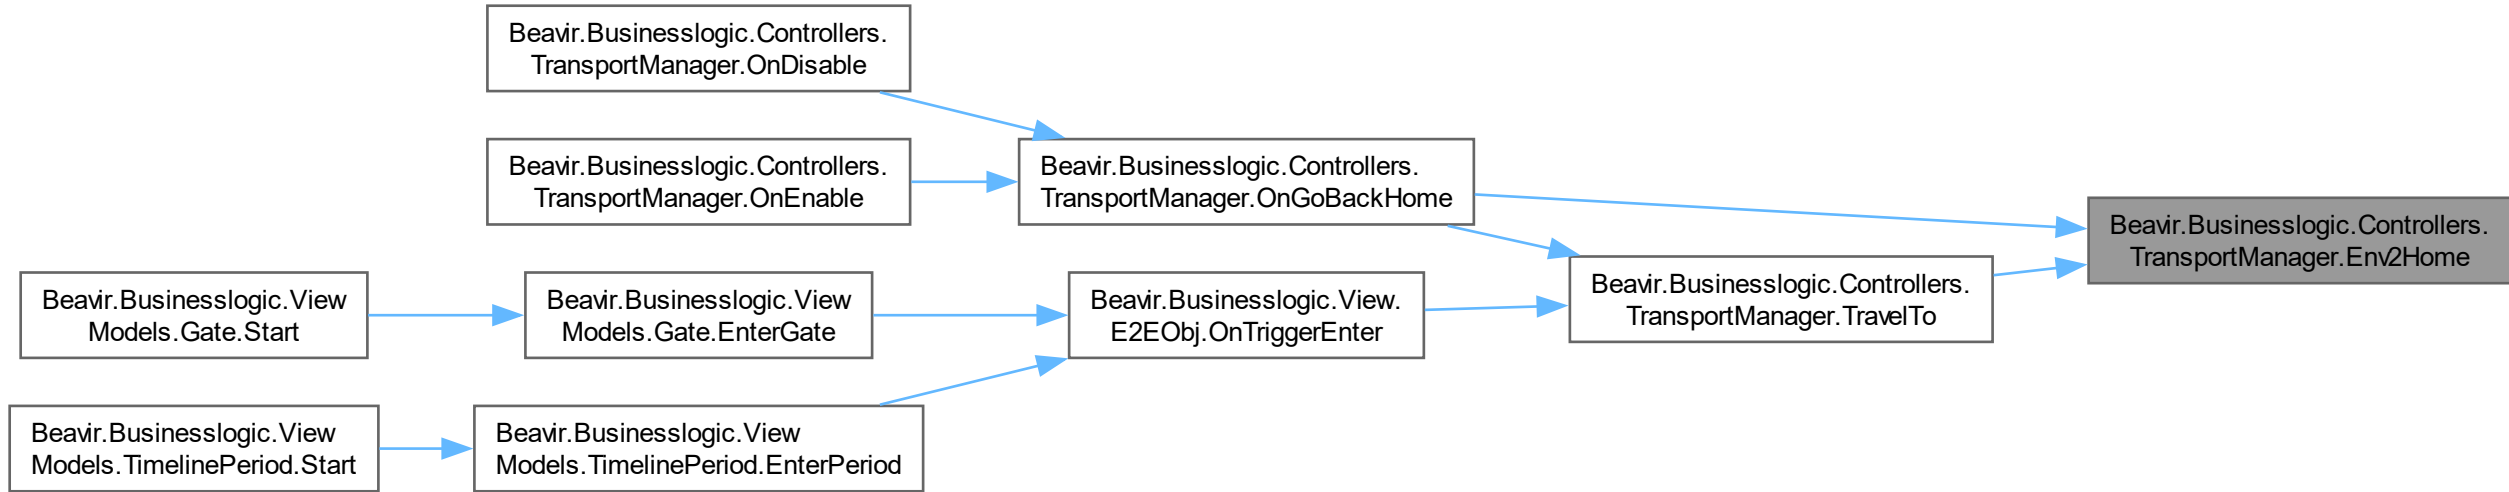 Beavir.Businesslogic.Controllers.
TransportManager.OnDisable
Beavir.Businesslogic.Controllers.
TransportManager.OnEnable
Beavir.Businesslogic.Controllers.
TransportManager.OnGoBackHome
Beavir.Businesslogic.Controllers.
TransportManager.Env2Home
Beavir.Businesslogic.View
Models.Gate.Start
Beavir.Businesslogic.View
Models.Gate.EnterGate
Beavir.Businesslogic.View.
E2EObj.OnTriggerEnter
Beavir.Businesslogic.Controllers.
TransportManager.TravelTo
Beavir.Businesslogic.View
Models.TimelinePeriod.Start
Beavir.Businesslogic.View
Models.TimelinePeriod.EnterPeriod